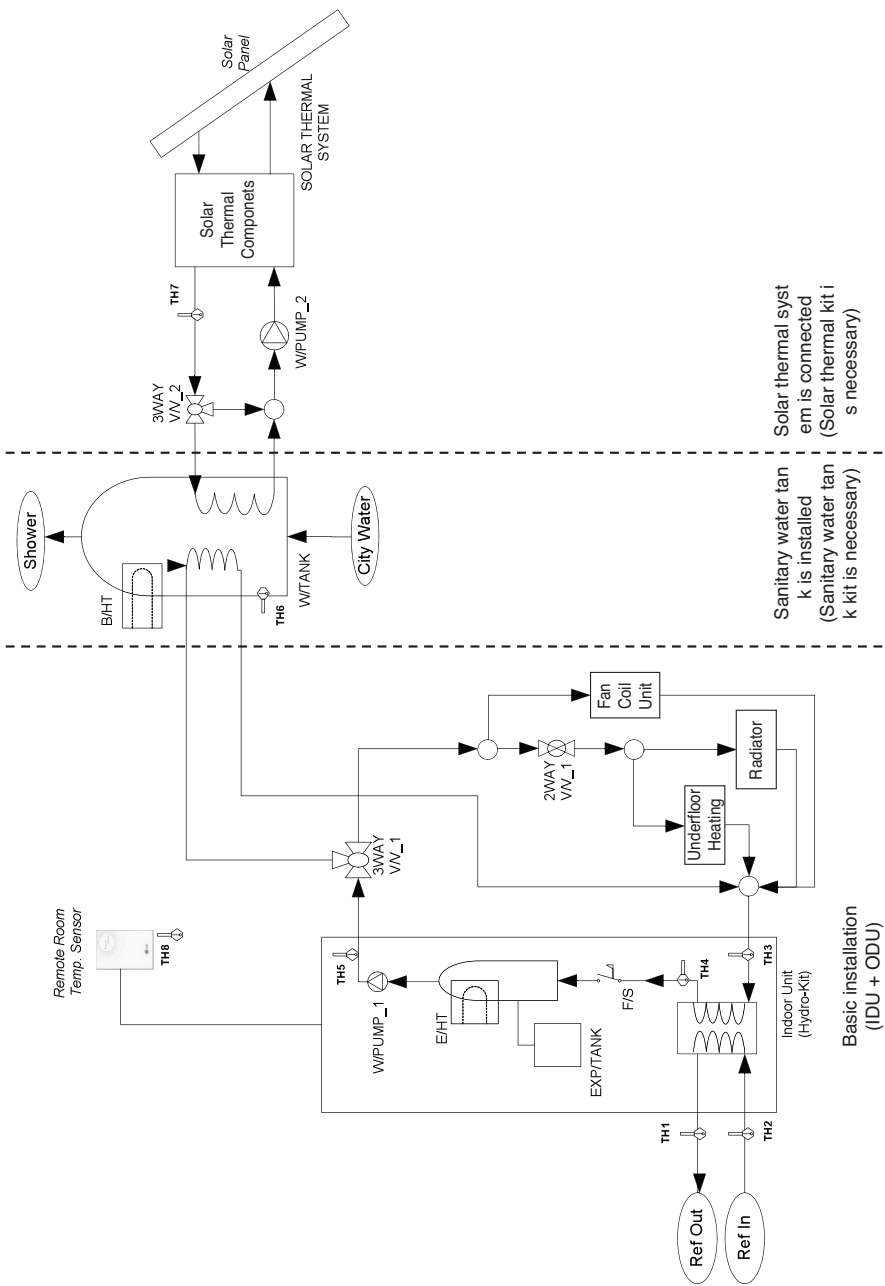 Solar
Panel
SOLAR THERMAL
SYSTEM
Solar
Thermal
Componets
TH7
W/PUMP_2
3WAY
V/V_2
Shower
B/HT
TH6
W/TANK
City Water
Solar thermal syst
em is connected
(Solar thermal kit i
s necessary)
Sanitary water tan
k is installed
(Sanitary water tan
k kit is necessary)
Fan
Coil
Unit
2WAY
V/V_1
Radiator
Underfloor
Heating
3WAY
V/V_1
Remote Room
Temp. Sensor
TH8
TH5
W/PUMP_1
E/HT
EXP/TANK
F/S
TH4
TH3
Indoor Unit
(Hydro-Kit)
TH1
TH2
Ref Out
Ref In
Basic installation
(IDU + ODU)